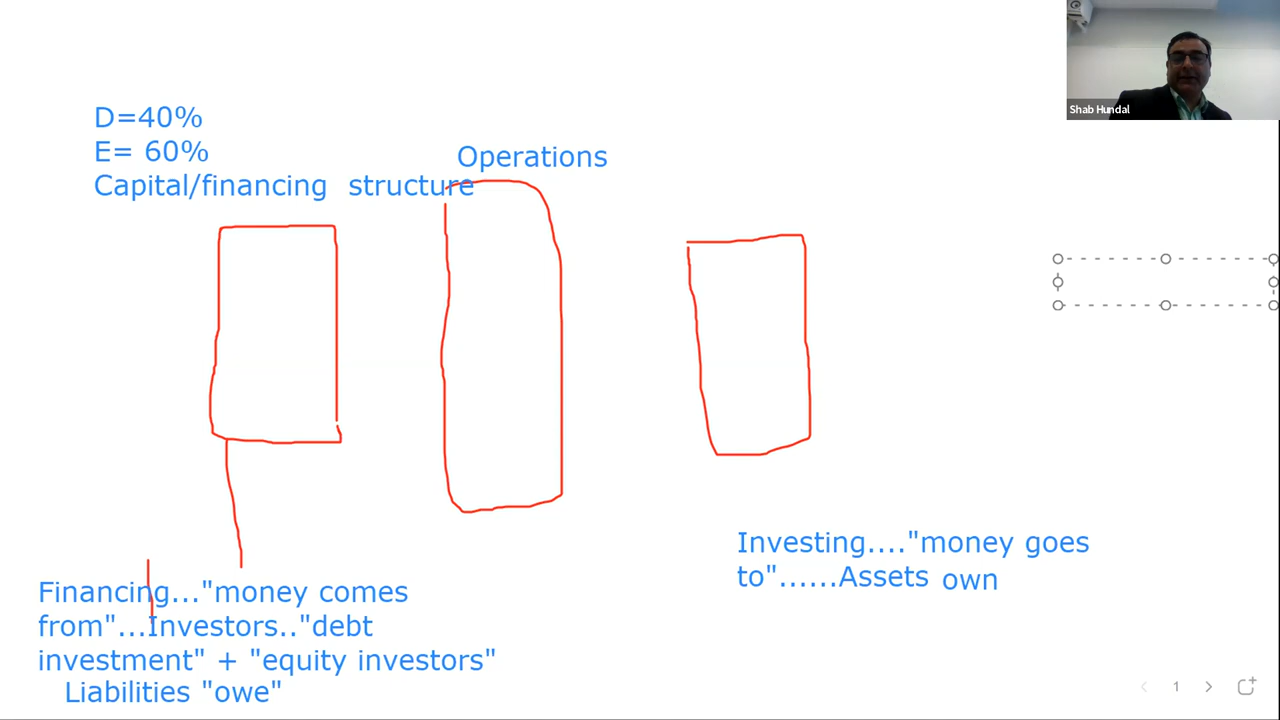 Shab Hundal
D=40%
E= 60%
Capital/financing structure
Operations
Investing...."money goes
to"......Assets own
Financing..."money comes
from"...Investors.."debt
investment" + "equity investors"
Liabilities "owe"
1